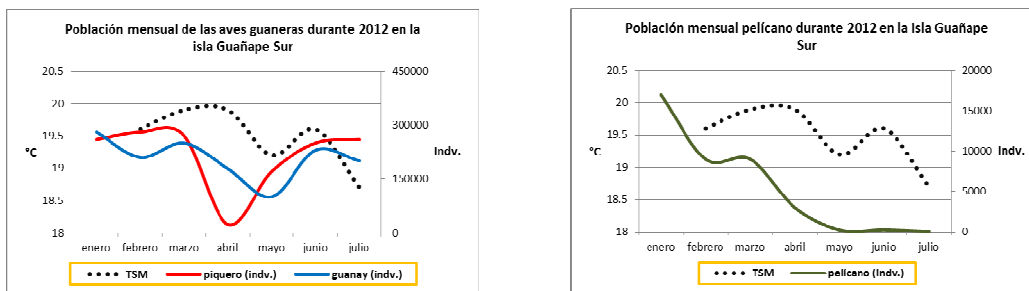 Población mensual de las aves guaneras durante 2012 en la
isla Guañape Sur
20.5
20
19.5
19
18.5
18
°C
450000
300000
150000
0
Indv.
enero febrero marzo abril mayo junio julio
TSM piquero (indv.) guanay (indv.)
Población mensual pelícano durante 2012 en la Isla Guañape
Sur
20.5
20
19.5
19
18.5
18
°C
20000
15000
10000
5000
0
Indv.
enero febrero marzo abril mayo junio julio
TSM pelícano (indv.)